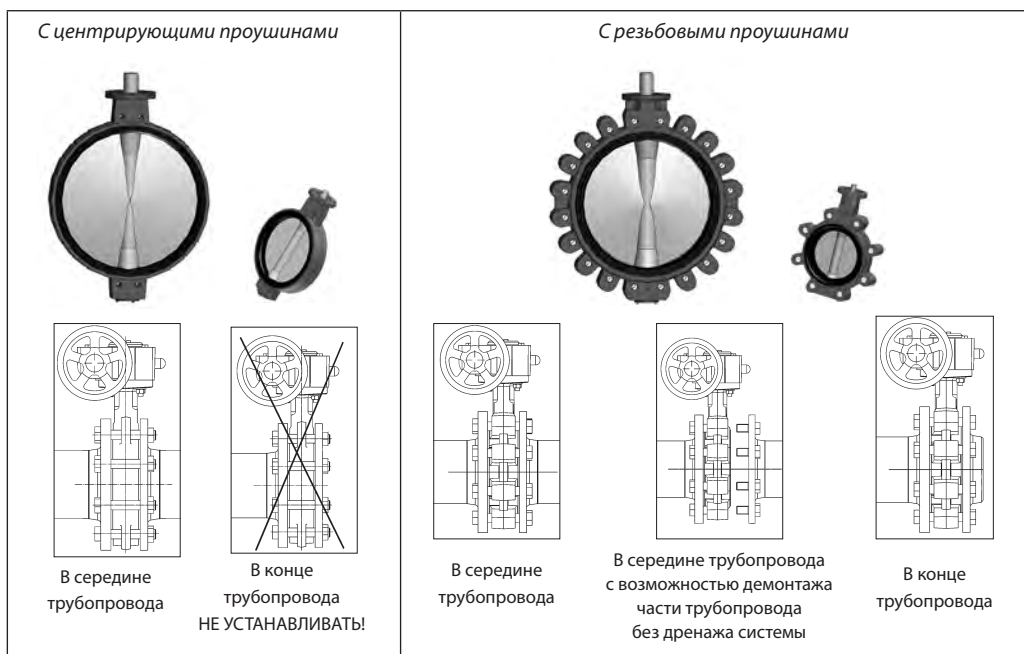 С центрирующими проушинами
С резьбовыми проушинами
В середине
трубопровода
В конце
трубопровода
НЕ УСТАНАВЛИВАТЬ!
В середине
трубопровода
В середине трубопровода
с возможностью демонтажа
части трубопровода
без дренажа системы
В конце
трубопровода